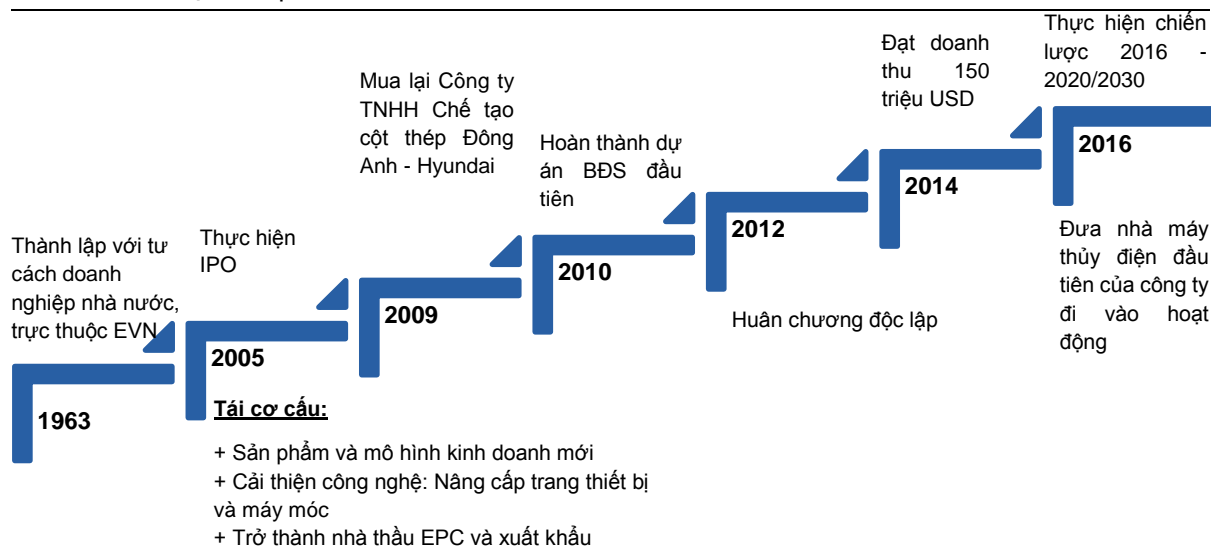 Thành lập với tư
cách doanh
nghiệp nhà nước,
trực thuộc EVN
1963
Thực hiện
IPO
2005
Tái cơ cấu:
+ Sản phẩm và mô hình kinh doanh mới
+ Cải thiện công nghệ: Nâng cấp trang thiết bị
và máy móc
+ Trở thành nhà thầu EPC và xuất khẩu
Mua lại Công ty
TNHH Chế tạo
cột thép Đông
Anh - Hyundai
2009
Hoàn thành dự
án BĐS đầu
tiên
2010
2012
Huân chương độc lập
Đạt doanh
thu 150
triệu USD
2014
Thực hiện chiến
lược 2016 -
2020/2030
2016
Đưa nhà máy
thủy điện đầu
tiên của công ty
đi vào hoạt
động